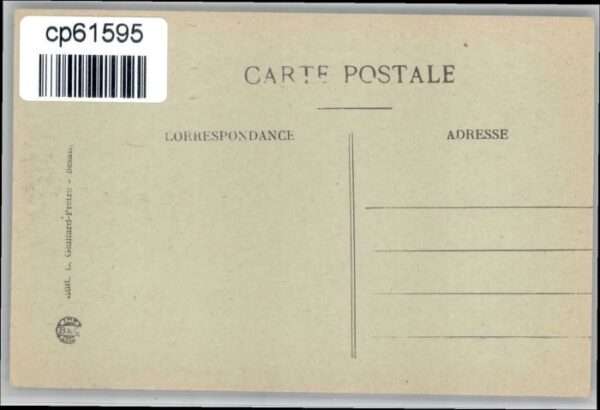 cp61595
CARTE POSTALE
CORRESPONDANCE
ADRESSE